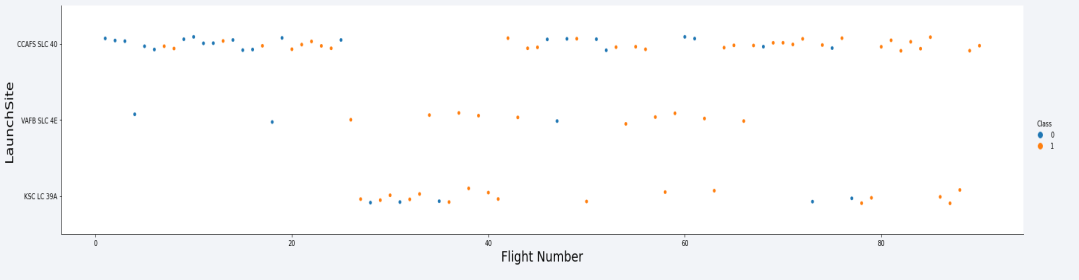 CCAFS SLC 40
VAFB SLC 4E
KSC LC 39A
LaunchSite
0 20 40 60 80
Flight Number
Class
0
1